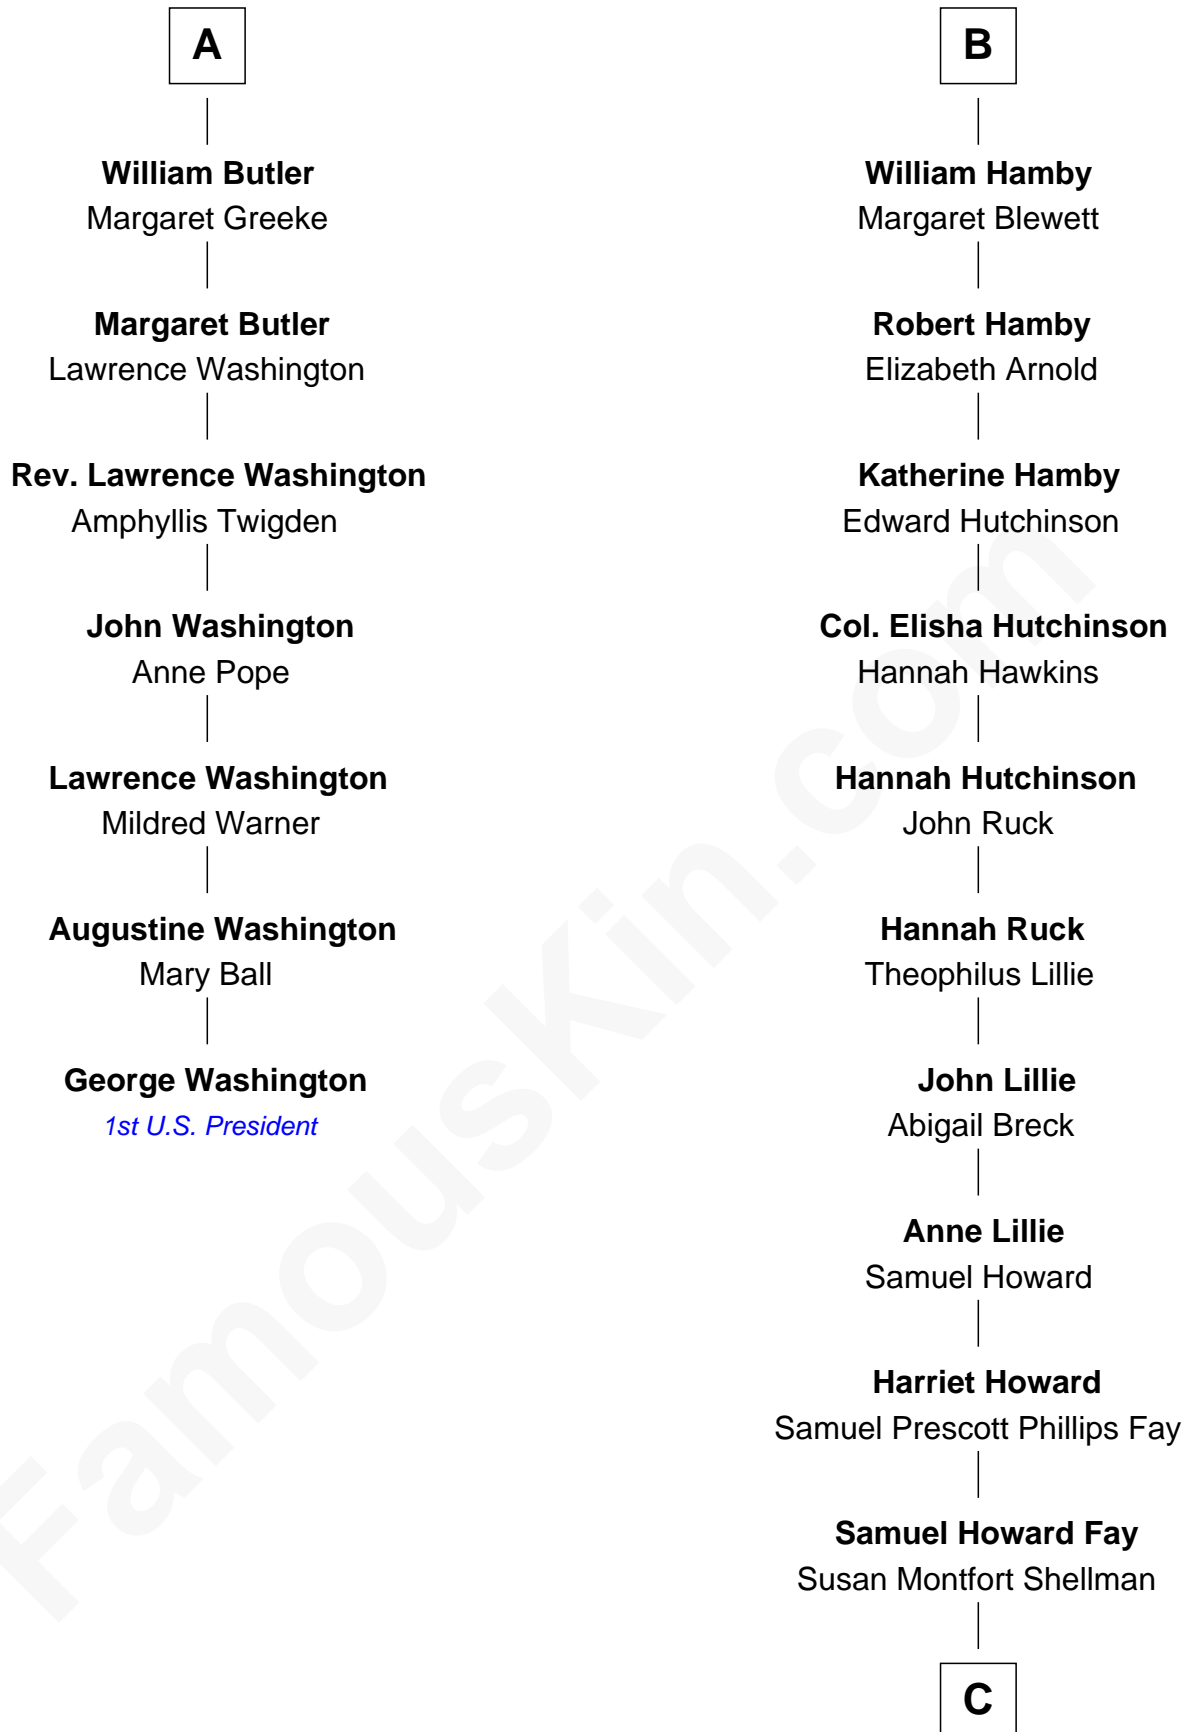 A
William Butler
Margaret Greeke
Margaret Butler
Lawrence Washington
Rev. Lawrence Washington
Amphyllis Twigden
John Washington
Anne Pope
Lawrence Washington
Mildred Warner
Augustine Washington
Mary Ball
George Washington
1st U.S. President
B
William Hamby
Margaret Blewett
Robert Hamby
Elizabeth Arnold
Katherine Hamby
Edward Hutchinson
Col. Elisha Hutchinson
Hannah Hawkins
Hannah Hutchinson
John Ruck
Hannah Ruck
Theophilus Lillie
John Lillie
Abigail Breck
Anne Lillie
Samuel Howard
Harriet Howard
Samuel Prescott Phillips Fay
Samuel Howard Fay
Susan Montfort Shellman
C
FamousKin.com